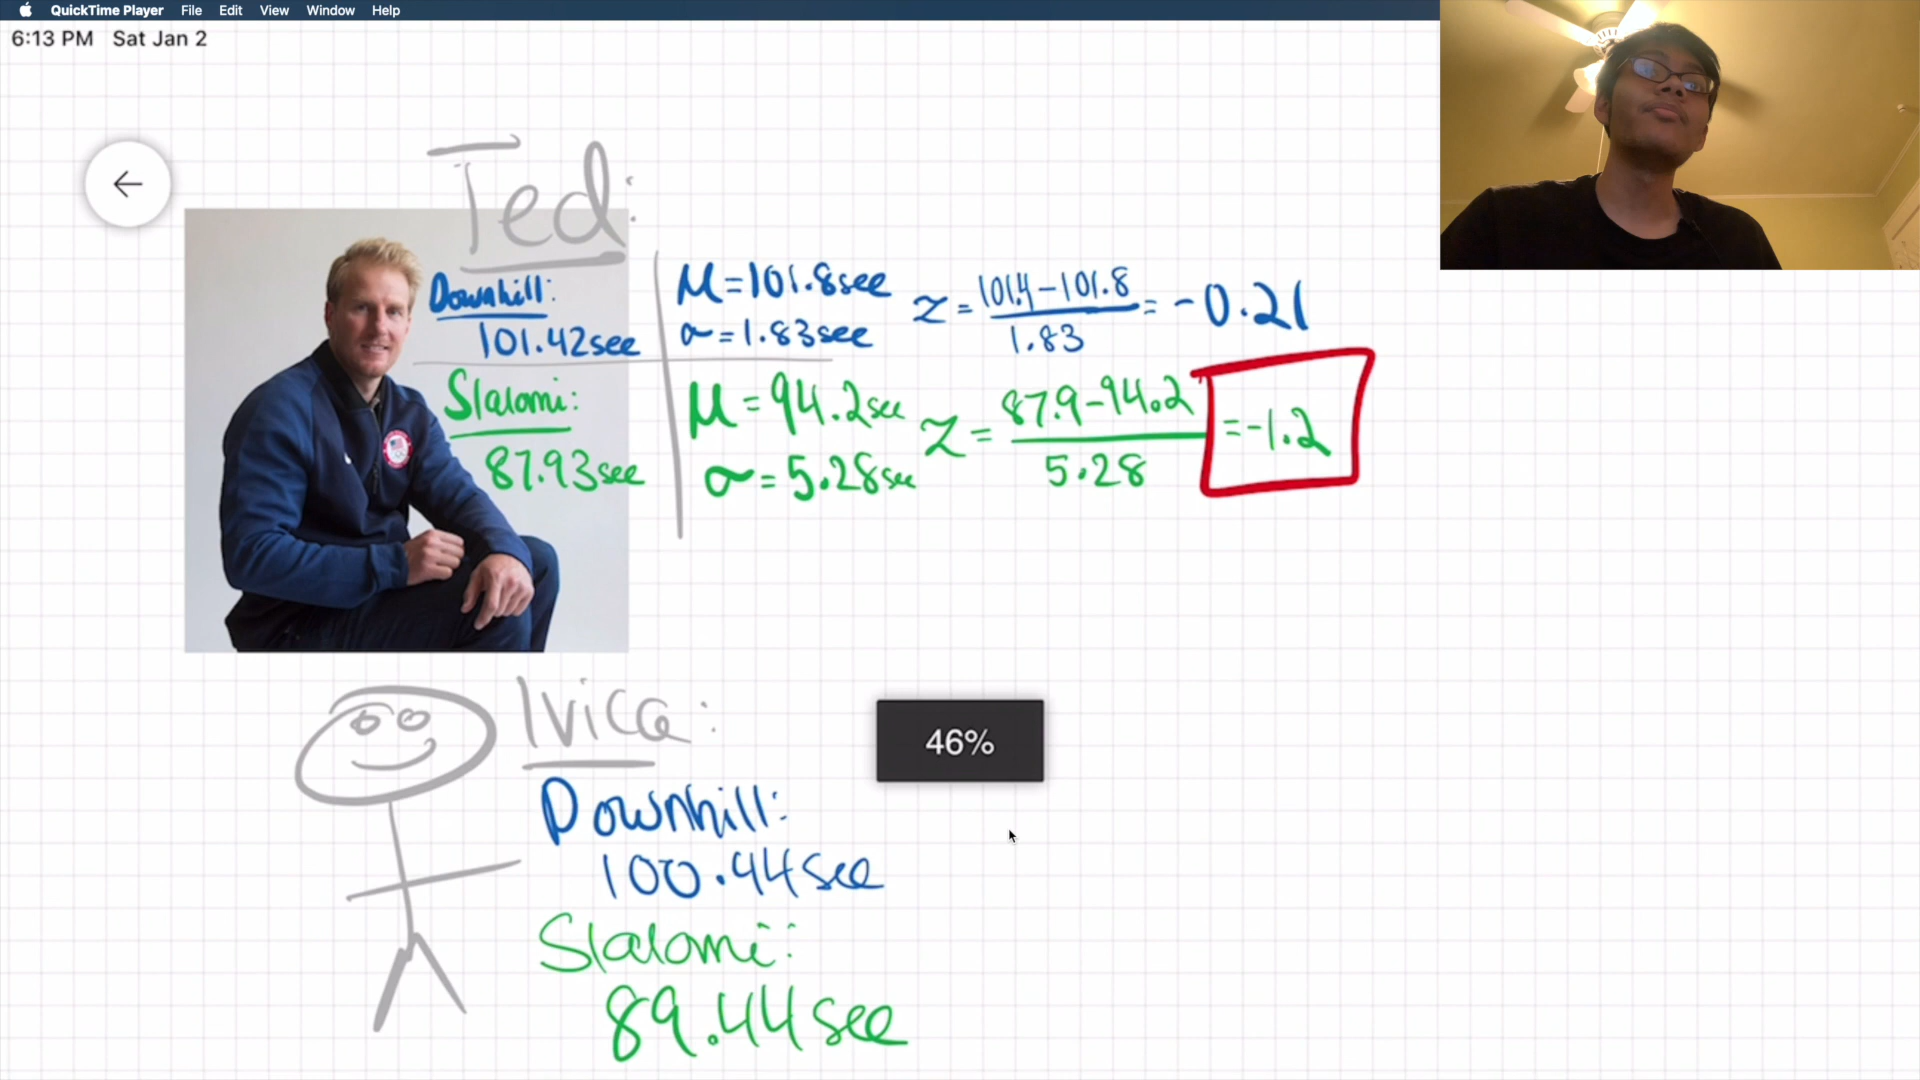 QuickTime Player File Edit View Window Help
6:13 PM Sat Jan 2
Ted:
Downhill:
101.42sec
μ=101.8sec
σ=1.83sec
z=101.4-101.8/1.83=-0.21
Slalom:
87.93sec
μ=94.2sec
σ=5.28sec
z=87.9-94.2/5.28=-1.2
Ivica:
46%
Downhill:
100.44sec
Slalom:
89.44sec